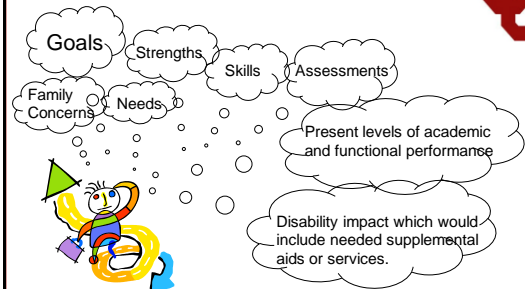 Goals
Strengths
Skills
Assessments
Family
Concerns
Needs
Present levels of academic
and functional performance
Disability impact which would
include needed supplemental
aids or services.